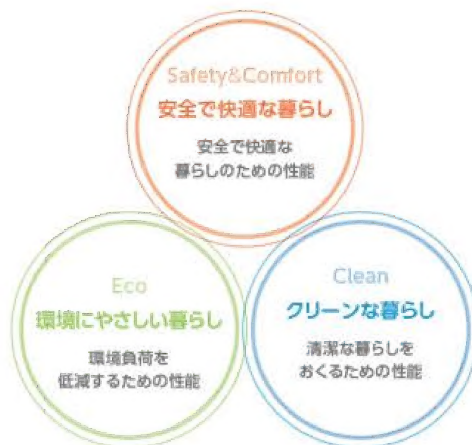 Safety&Comfort
安全で快適な暮らし
安全で快適な
暮らしのための性能
Eco
環境にやさしい暮らし
環境負荷を
低減するための性能
Clean
クリーンな暮らし
清潔な暮らしを
おくるための性能